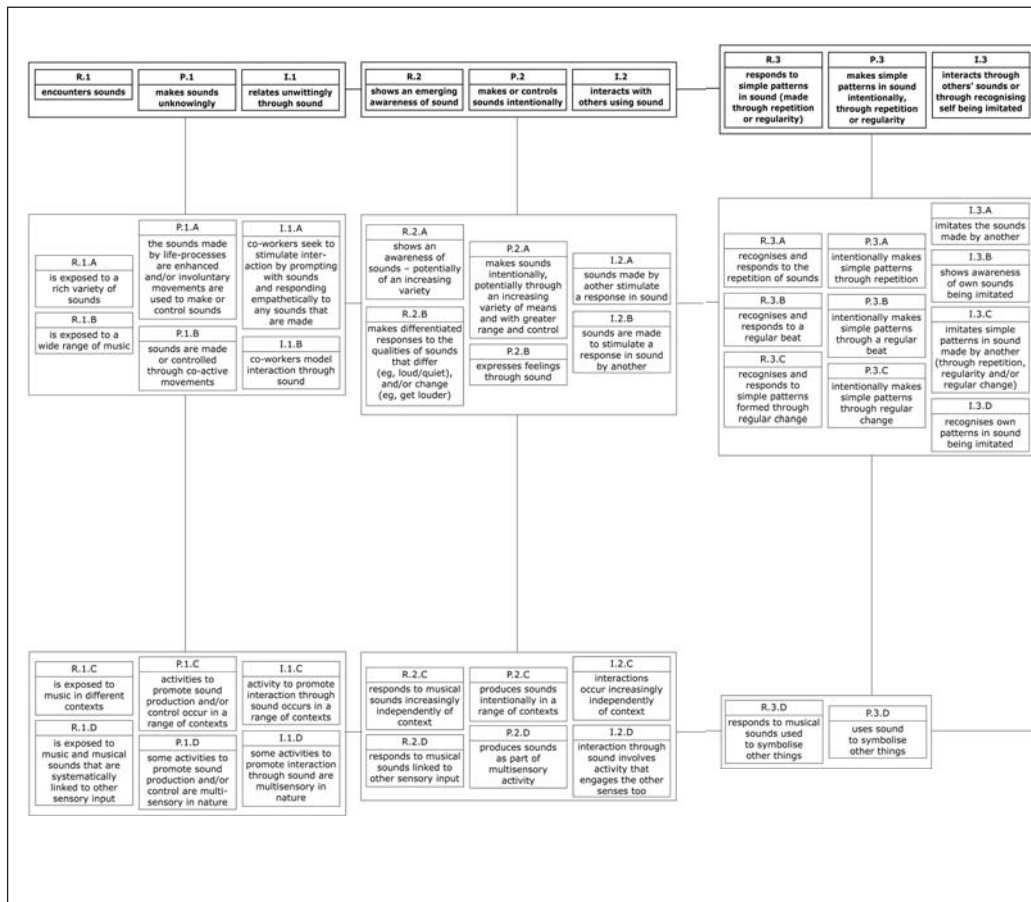 R.1
encounters sounds
P.1
makes sounds
unknowingly
I.1
relates unwittingly
through sound
R.2
shows an emerging
awareness of sound
P.2
makes or controls
sounds intentionally
I.2
interacts with
others using sound
R.3
responds to
simple patterns
in sound (made
through repetition
or regularity)
P.3
makes simple
patterns in sound
intentionally,
through repetition
or regularity
I.3
interacts through
others' sounds or
through recognising
self being imitated
R.1.A
is exposed to a
rich variety of
sounds
R.1.B
is exposed to a
wide range of music
P.1.A
the sounds made
by life-processes
are enhanced
and/or involuntary
movements are
used to make or
control sounds
P.1.B
sounds are made
or controlled
through co-active
movements
I.1.A
co-workers seek to
stimulate inter-
action by prompting
with sounds
and responding
empathetically to
any sounds that
are made
I.1.B
co-workers model
interaction through
sound
R.2.A
shows an
awareness of
sounds – potentially
of an increasing
variety
R.2.B
makes differentiated
responses to the
qualities of sounds
that differ
(eg, loud/quiet),
and/or change
(eg, get louder)
P.2.A
makes sounds
intentionally,
potentially through
an increasing
variety of means
and with greater
range and control
P.2.B
expresses feelings
through sound
I.2.A
sounds made by
aother stimulate
a response in sound
I.2.B
sounds are made
to stimulate a
response in sound
by another
R.3.A
recognises and
responds to the
repetition of sounds
R.3.B
recognises and
responds to a
regular beat
R.3.C
recognises and
responds to
simple patterns
formed through
regular change
P.3.A
intentionally makes
simple patterns
through repetition
P.3.B
intentionally makes
simple patterns
through a regular
beat
P.3.C
intentionally makes
simple patterns
through regular
change
I.3.A
imitates the sounds
made by another
I.3.B
shows awareness
of own sounds
being imitated
I.3.C
imitates simple
patterns in sound
made by another
(through repetition,
regularity and/or
regular change)
I.3.D
recognises own
patterns in sound
being imitated
R.1.C
is exposed to
music in different
contexts
R.1.D
is exposed to
music and musical
sounds that are
systematically
linked to other
sensory input
P.1.C
activities to
promote sound
production and/or
control occur in a
range of contexts
P.1.D
some activities to
promote sound
production and/or
control are multi-
sensory in nature
I.1.C
activity to promote
interaction through
sound occurs in a
range of contexts
I.1.D
some activities to
promote interaction
through sound are
multisensory in
nature
R.2.C
responds to musical
sounds increasingly
independently of
context
R.2.D
responds to musical
sounds linked to
other sensory input
P.2.C
produces sounds
intentionally in a
range of contexts
P.2.D
produces sounds
as part of
multisensory
activity
I.2.C
interactions
occur increasingly
independently
of context
I.2.D
interaction through
sound involves
activity that
engages the other
senses too
R.3.D
responds to musical
sounds used
to symbolise
other things
P.3.D
uses sound
to symbolise
other things